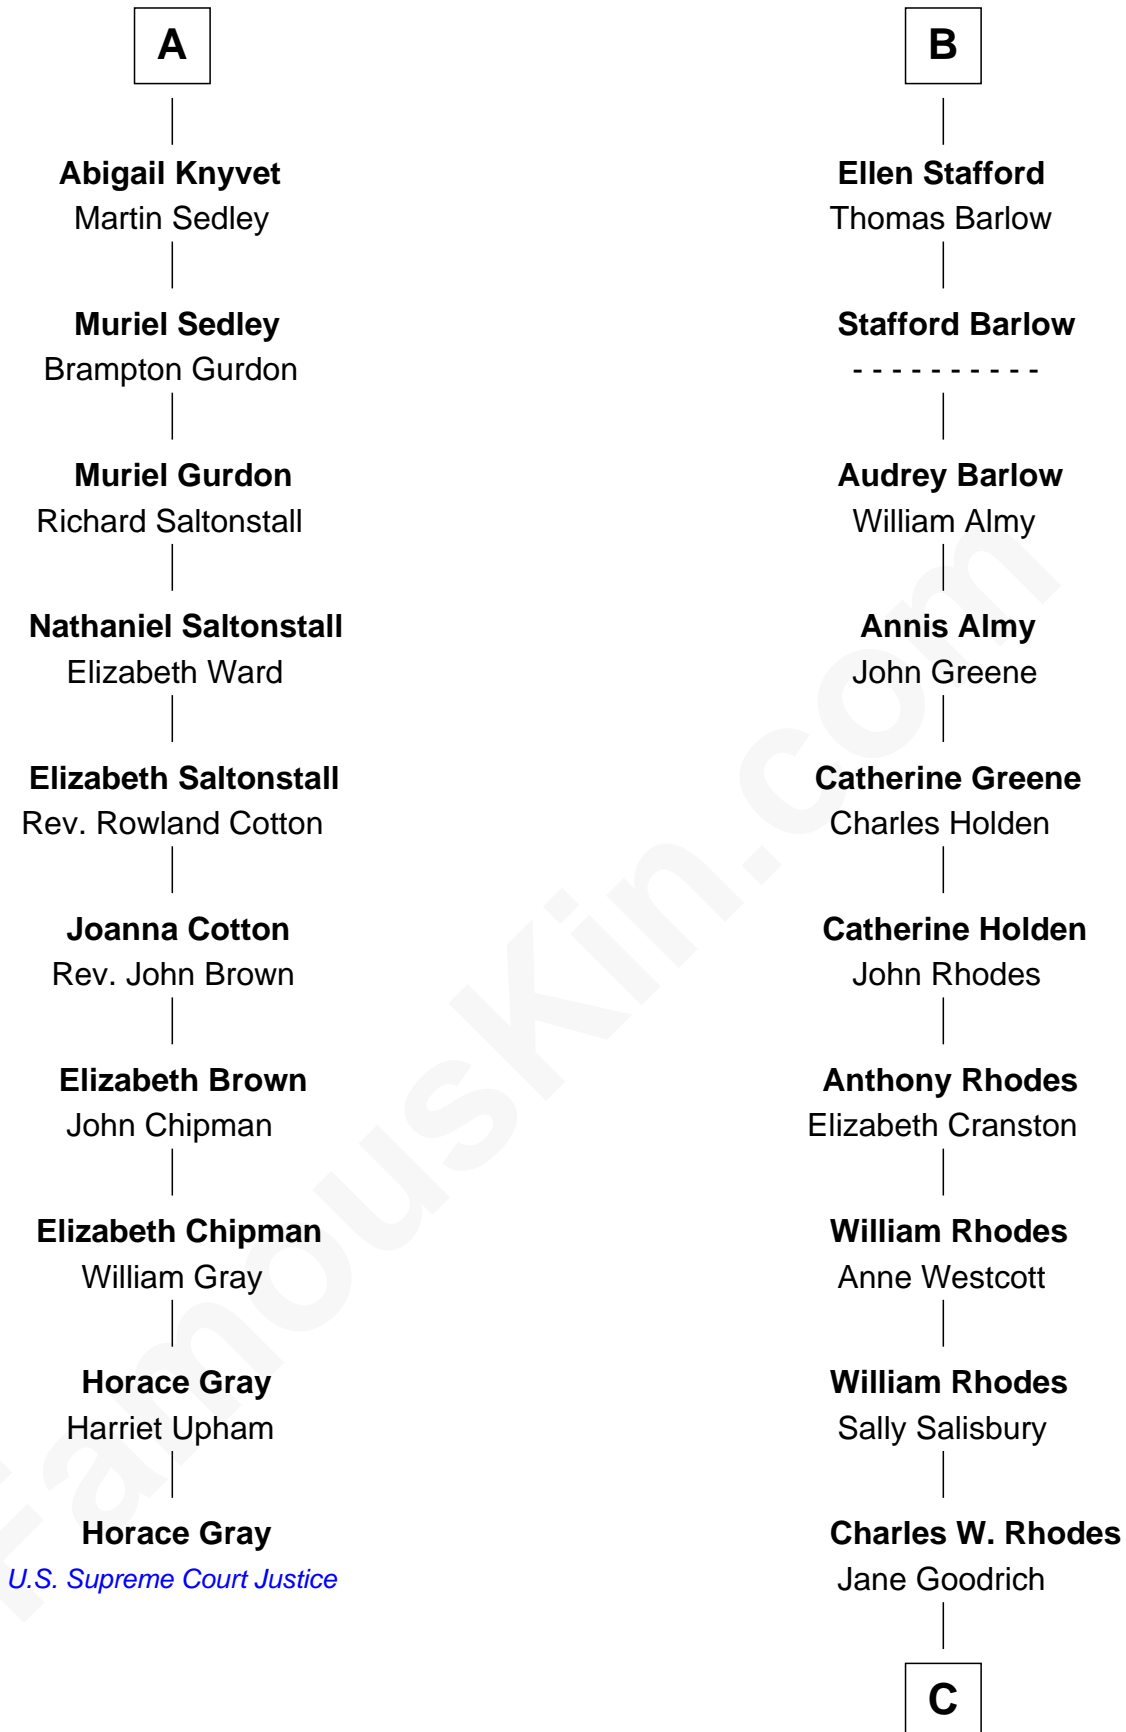 A
Abigail Knyvet
Martin Sedley
Muriel Sedley
Brampton Gurdon
Muriel Gurdon
Richard Saltonstall
Nathaniel Saltonstall
Elizabeth Ward
Elizabeth Saltonstall
Rev. Rowland Cotton
Joanna Cotton
Rev. John Brown
Elizabeth Brown
John Chipman
Elizabeth Chipman
William Gray
Horace Gray
Harriet Upham
Horace Gray
U.S. Supreme Court Justice
B
Ellen Stafford
Thomas Barlow
Stafford Barlow
- - - - - - - - - -
Audrey Barlow
William Almy
Annis Almy
John Greene
Catherine Greene
Charles Holden
Catherine Holden
John Rhodes
Anthony Rhodes
Elizabeth Cranston
William Rhodes
Anne Westcott
William Rhodes
Sally Salisbury
Charles W. Rhodes
Jane Goodrich
C
FamousKin.com